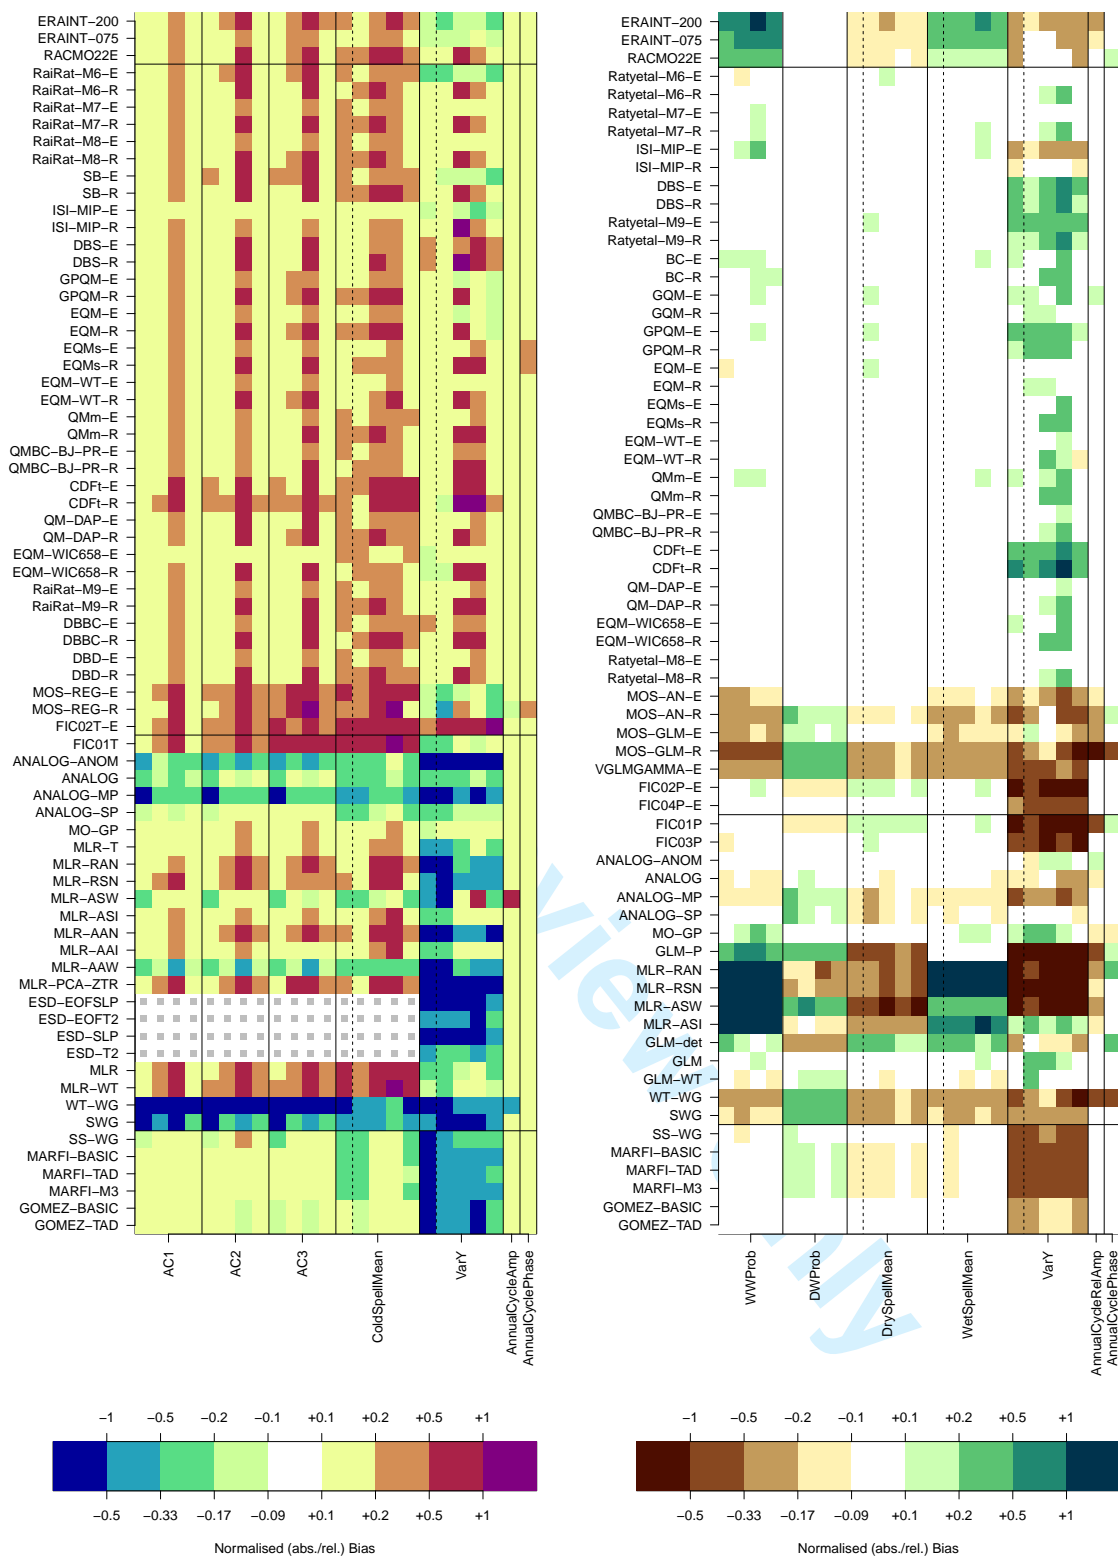 ERAINT−200
ERAINT−075
RACMO22E
RaiRat−M6−E
RaiRat−M6−R
RaiRat−M7−E
RaiRat−M7−R
RaiRat−M8−E
RaiRat−M8−R
SB−E
SB−R
ISI−MIP−E
ISI−MIP−R
DBS−E
DBS−R
GPQM−E
GPQM−R
EQM−E
EQM−R
EQMs−E
EQMs−R
EQM−WT−E
EQM−WT−R
QMm−E
QMm−R
QMBC−BJ−PR−E
QMBC−BJ−PR−R
CDFt−E
CDFt−R
QM−DAP−E
QM−DAP−R
EQM−WIC658−E
EQM−WIC658−R
RaiRat−M9−E
RaiRat−M9−R
DBBC−E
DBBC−R
DBD−E
DBD−R
MOS−REG−E
MOS−REG−R
FIC02T−E
FIC01T
ANALOG−ANOM
ANALOG
ANALOG−MP
ANALOG−SP
MO−GP
MLR−T
MLR−RAN
MLR−RSN
MLR−ASW
MLR−ASI
MLR−AAN
MLR−AAI
MLR−AAW
MLR−PCA−ZTR
ESD−EOFSLP
ESD−EOFT2
ESD−SLP
ESD−T2
MLR
MLR−WT
WT−WG
SWG
SS−WG
MARFI−BASIC
MARFI−TAD
MARFI−M3
GOMEZ−BASIC
GOMEZ−TAD
AC1
AC2
AC3
ColdSpellMean
VarY
AnnualCycleAmp
AnnualCyclePhase
−1 −0.5 −0.2 −0.1 +0.1 +0.2 +0.5 +1
−0.5 −0.33 −0.17 −0.09 +0.1 +0.2 +0.5 +1
Normalised (abs./rel.) Bias
ERAINT−200
ERAINT−075
RACMO22E
Ratyetal−M6−E
Ratyetal−M6−R
Ratyetal−M7−E
Ratyetal−M7−R
ISI−MIP−E
ISI−MIP−R
DBS−E
DBS−R
Ratyetal−M9−E
Ratyetal−M9−R
BC−E
BC−R
GQM−E
GQM−R
GPQM−E
GPQM−R
EQM−E
EQM−R
EQMs−E
EQMs−R
EQM−WT−E
EQM−WT−R
QMm−E
QMm−R
QMBC−BJ−PR−E
QMBC−BJ−PR−R
CDFt−E
CDFt−R
QM−DAP−E
QM−DAP−R
EQM−WIC658−E
EQM−WIC658−R
Ratyetal−M8−E
Ratyetal−M8−R
MOS−AN−E
MOS−AN−R
MOS−GLM−E
MOS−GLM−R
VGLMGAMMA−E
FIC02P−E
FIC04P−E
FIC01P
FIC03P
ANALOG−ANOM
ANALOG
ANALOG−MP
ANALOG−SP
MO−GP
GLM−P
MLR−RAN
MLR−RSN
MLR−ASW
MLR−ASI
GLM−det
GLM
GLM−WT
WT−WG
SWG
SS−WG
MARFI−BASIC
MARFI−TAD
MARFI−M3
GOMEZ−BASIC
GOMEZ−TAD
WWProb
DWProb
DrySpellMean
WetSpellMean
VarY
AnnualCycleRelAmp
AnnualCyclePhase
−1 −0.5 −0.2 −0.1 +0.1 +0.2 +0.5 +1
−0.5 −0.33 −0.17 −0.09 +0.1 +0.2 +0.5 +1
Normalised (abs./rel.) Bias